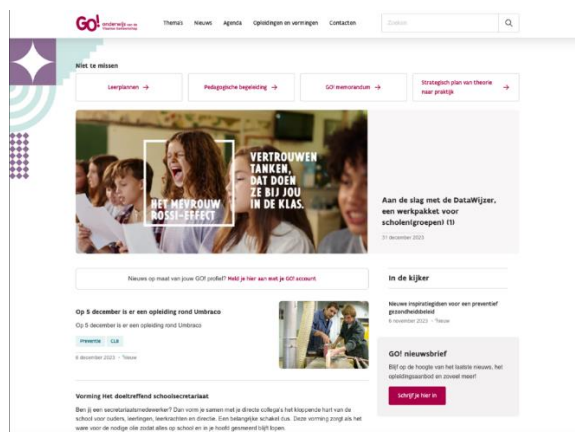 GO! onderwijs van de
Vlaamse Gemeenschap
Thema's Nieuws Agenda Opleidingen en vormingen Contacten Zoeken
Niet te missen
Leerplannen →
Pedagogische begeleiding →
GO! memorandum →
Strategisch plan van theorie
naar praktijk →
HET MEVROUW
ROSSI-EFFECT
VERTROUWEN
TANKEN,
DAT DOEN
ZE BIJ JOU
IN DE KLAS.
Aan de slag met de DataWijzer,
een werkpakket voor
scholen(groepen) (1)
31 december 2023
Nieuws op maat van jouw GO! profiel? Meld je hier aan met je GO! account
Op 5 december is er een opleiding rond Umbraco
Op 5 december is er een opleiding rond Umbraco
Preventie CLB
6 december 2023 - Nieuw
Vorming Het doeltreffend schoolsecretariaat
Ben jij een secretariaatsmedewerker? Dan vorm je samen met je directe collega's het kloppende hart van de
school voor ouders, leerlingen, leerkrachten en directie. Een belangrijke schakel dus. Deze vorming zorgt als het
ware voor de nodige olie zodat alles op school en in je hoofd gesmeerd blijft lopen.
In de kijker
Nieuwe inspiratiegidsen voor een preventief
gezondheidsbeleid
6 november 2023 - Nieuw
GO! nieuwsbrief
Blijf op de hoogte van het laatste nieuws, het
opleidingsaanbod en zoveel meer!
Schrijf je hier in